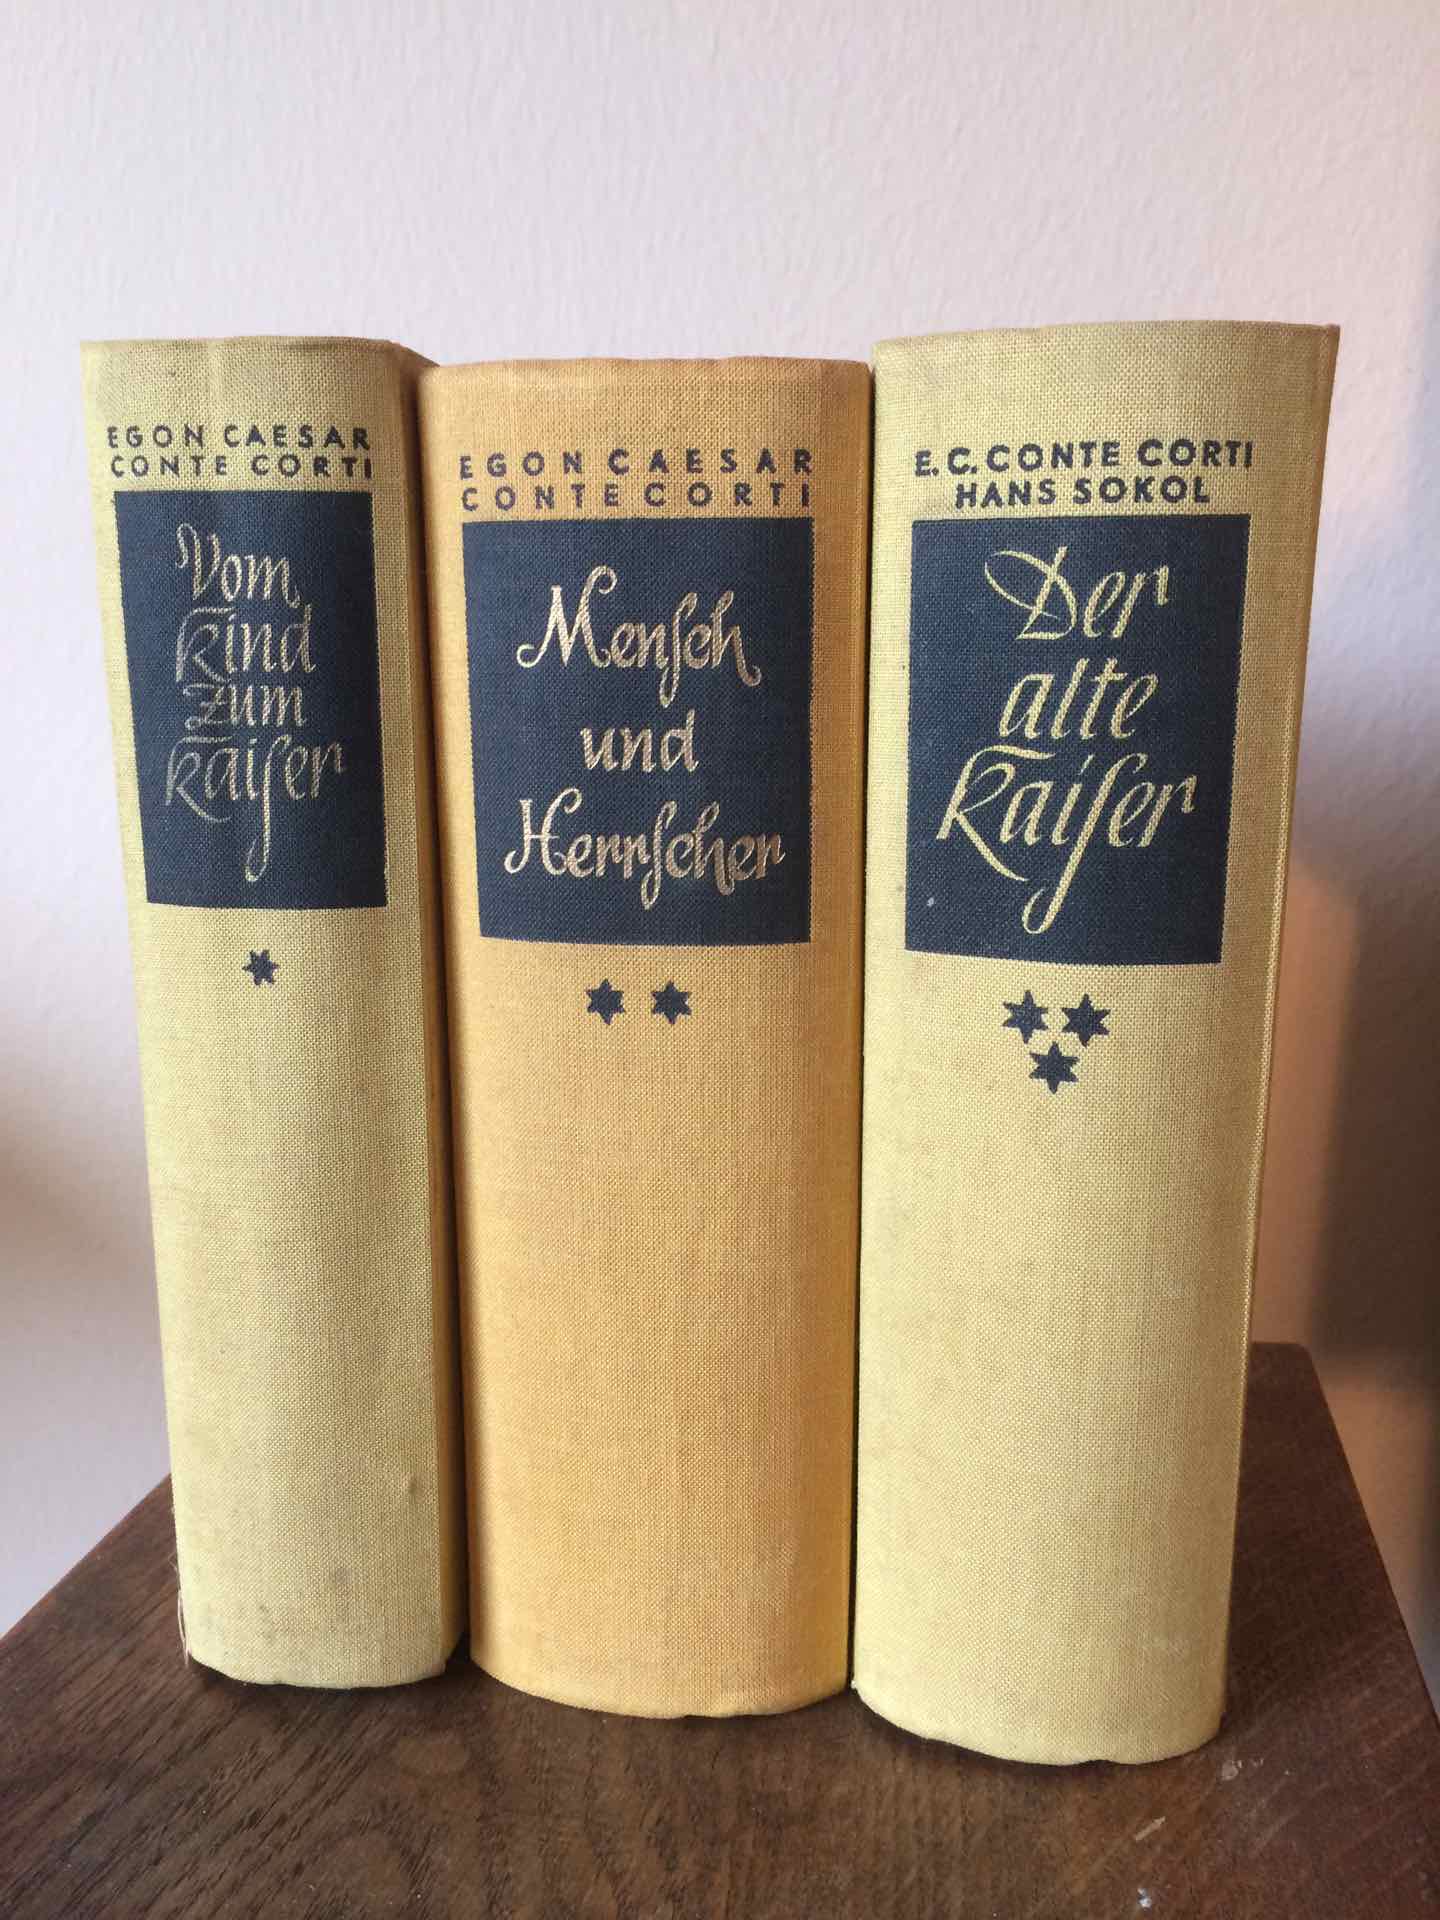 EGON CAESAR
CONTE CORTI
Vom
Kind
zum
Kaiſer
EGON CAESAR
CONTE CORTI
Menſch
und
Herrſcher
E. C. CONTE CORTI
HANS SOKOL
Der
alte
Kaiſer